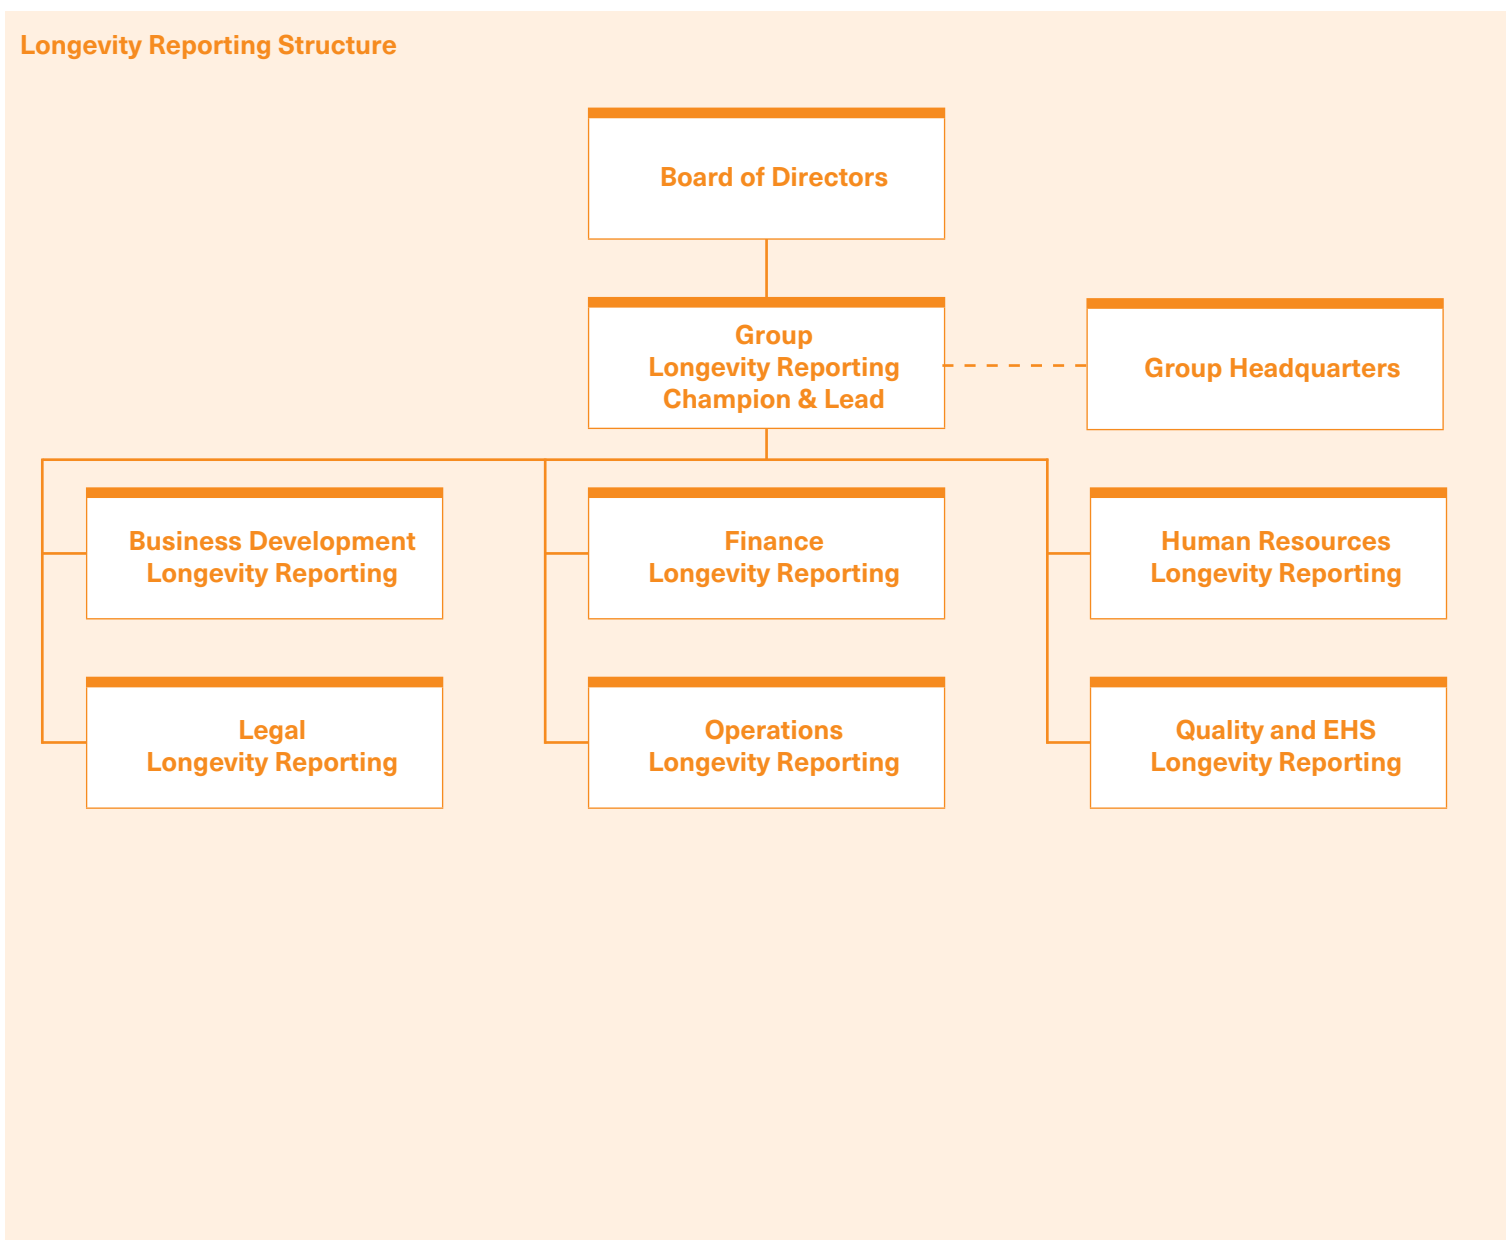 Longevity Reporting Structure
Board of Directors
Group
Longevity Reporting
Champion & Lead
Group Headquarters
Business Development
Longevity Reporting
Finance
Longevity Reporting
Human Resources
Longevity Reporting
Legal
Longevity Reporting
Operations
Longevity Reporting
Quality and EHS
Longevity Reporting